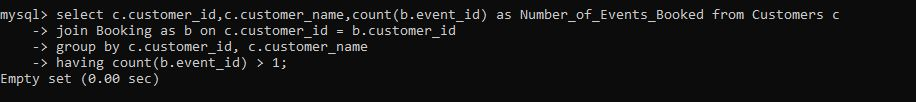 mysql> select c.customer_id,c.customer_name,count(b.event_id) as Number_of_Events_Booked from Customers c
    -> join Booking as b on c.customer_id = b.customer_id
    -> group by c.customer_id, c.customer_name
    -> having count(b.event_id) > 1;
Empty set (0.00 sec)